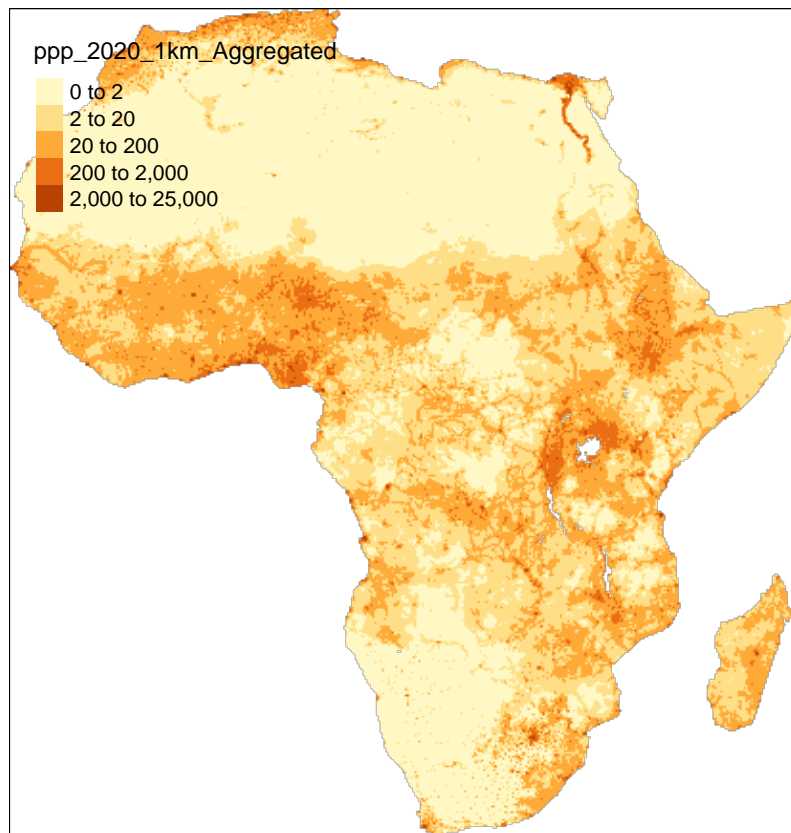 ppp_2020_1km_Aggregated
0 to 2
2 to 20
20 to 200
200 to 2,000
2,000 to 25,000